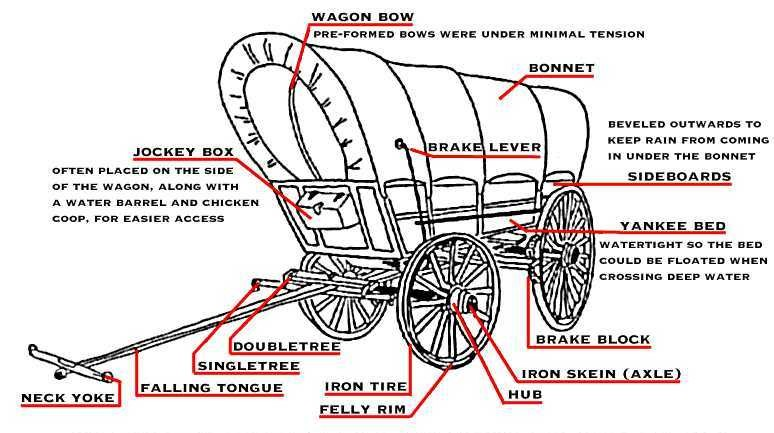 WAGON BOW
PRE-FORMED BOWS WERE UNDER MINIMAL TENSION
BONNET
BEVELED OUTWARDS TO
KEEP RAIN FROM COMING
IN UNDER THE BONNET
SIDEBOARDS
JOCKEY BOX
OFTEN PLACED ON THE SIDE
OF THE WAGON, ALONG WITH
A WATER BARREL AND CHICKEN
COOP, FOR EASIER ACCESS
BRAKE LEVER
YANKEE BED
WATERTIGHT SO THE BED
COULD BE FLOATED WHEN
CROSSING DEEP WATER
BRAKE BLOCK
DOUBLETREE
SINGLETREE
FALLING TONGUE
NECK YOKE
IRON TIRE
FELLY RIM
IRON SKEIN (AXLE)
HUB